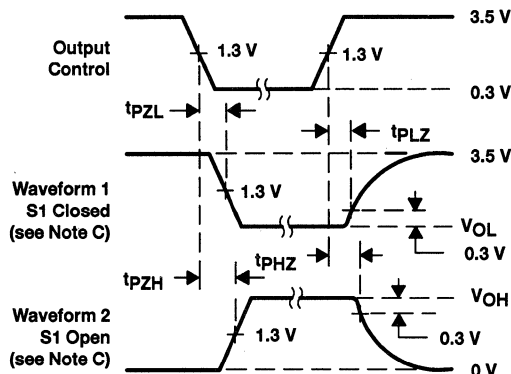 3.5 V
Output
Control
1.3 V
1.3 V
0.3 V
tPZL
tPLZ
3.5 V
Waveform 1
S1 Closed
(see Note C)
1.3 V
VOL
0.3 V
tPZH
tPHZ
VOH
Waveform 2
S1 Open
(see Note C)
1.3 V
0.3 V
0 V